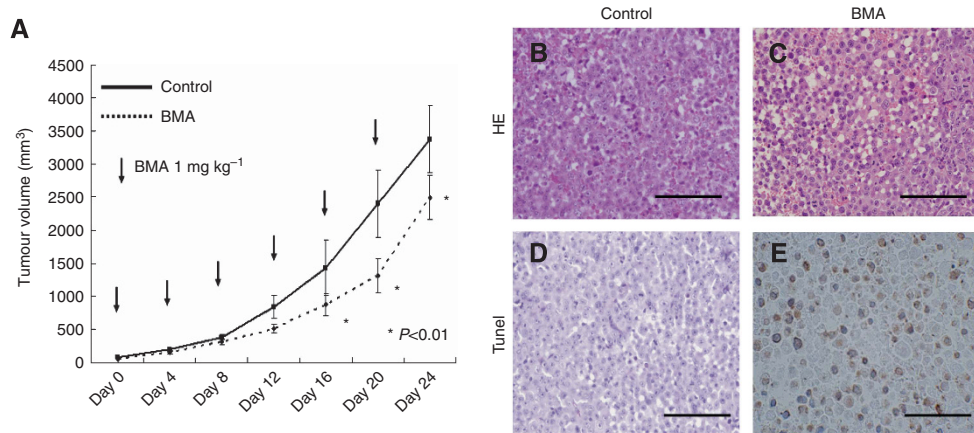 A
4500
4000
3500
3000
2500
2000
1500
1000
500
0
Tumour volume (mm³)
Control
BMA
BMA 1 mg kg⁻¹
*
*
*
* P<0.01
Day 0
Day 4
Day 8
Day 12
Day 16
Day 20
Day 24
Control
BMA
HE
B
C
Tunel
D
E